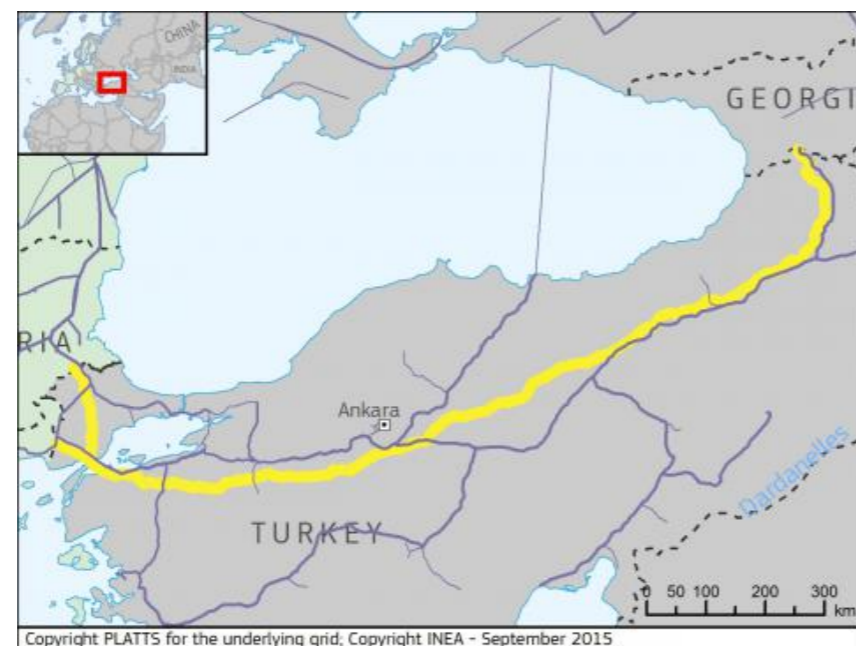 CHINA
INDIA
GEORGI
RIA
Ankara
TURKEY
Dardanelles
0 50 100 200 300
km
Copyright PLATTS for the underlying grid; Copyright INEA - September 2015